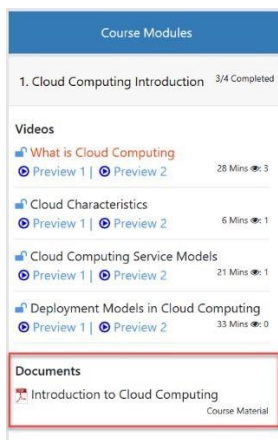 Course Modules
1. Cloud Computing Introduction 3/4 Completed
Videos
What is Cloud Computing
Preview 1 | Preview 2 28 Mins : 3
Cloud Characteristics
Preview 1 | Preview 2 6 Mins : 1
Cloud Computing Service Models
Preview 1 | Preview 2 21 Mins : 1
Deployment Models in Cloud Computing
Preview 1 | Preview 2 33 Mins : 0
Documents
Introduction to Cloud Computing
Course Material